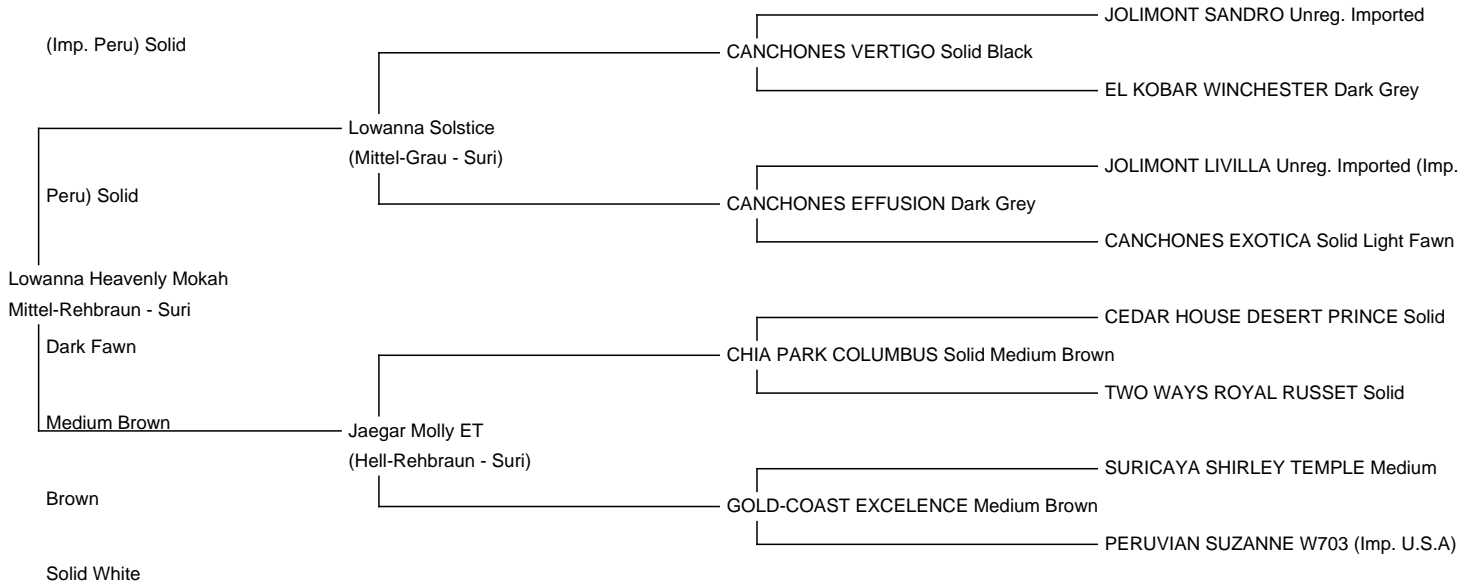 JOLIMONT SANDRO Unreg. Imported
(Imp. Peru) Solid
CANCHONES VERTIGO Solid Black
EL KOBAR WINCHESTER Dark Grey
Lowanna Solstice
(Mittel-Grau - Suri)
JOLIMONT LIVILLA Unreg. Imported (Imp.
Peru) Solid
CANCHONES EFFUSION Dark Grey
CANCHONES EXOTICA Solid Light Fawn
Lowanna Heavenly Mokah
Mittel-Rehbraun - Suri
CEDAR HOUSE DESERT PRINCE Solid
Dark Fawn
CHIA PARK COLUMBUS Solid Medium Brown
TWO WAYS ROYAL RUSSET Solid
Medium Brown
Jaegar Molly ET
(Hell-Rehbraun - Suri)
SURICAYA SHIRLEY TEMPLE Medium
Brown
GOLD-COAST EXCELENCE Medium Brown
PERUVIAN SUZANNE W703 (Imp. U.S.A)
Solid White